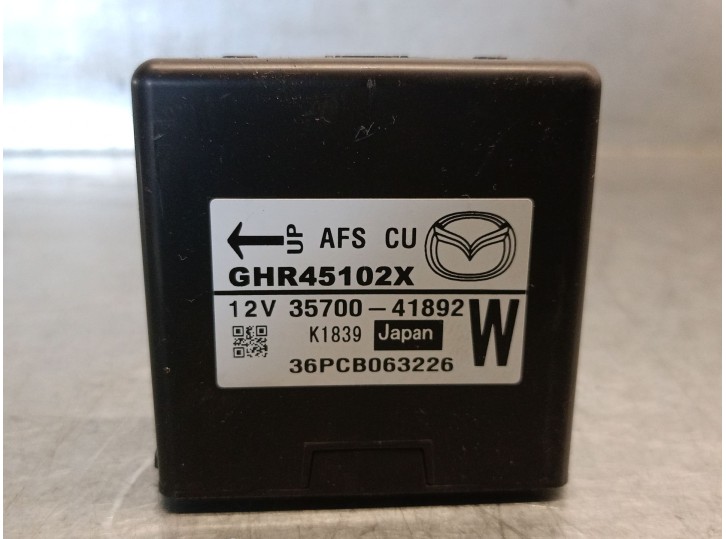 UP AFS CU
GHR45102X
12V 35700-41892
W
K1839 Japan
36PCB063226